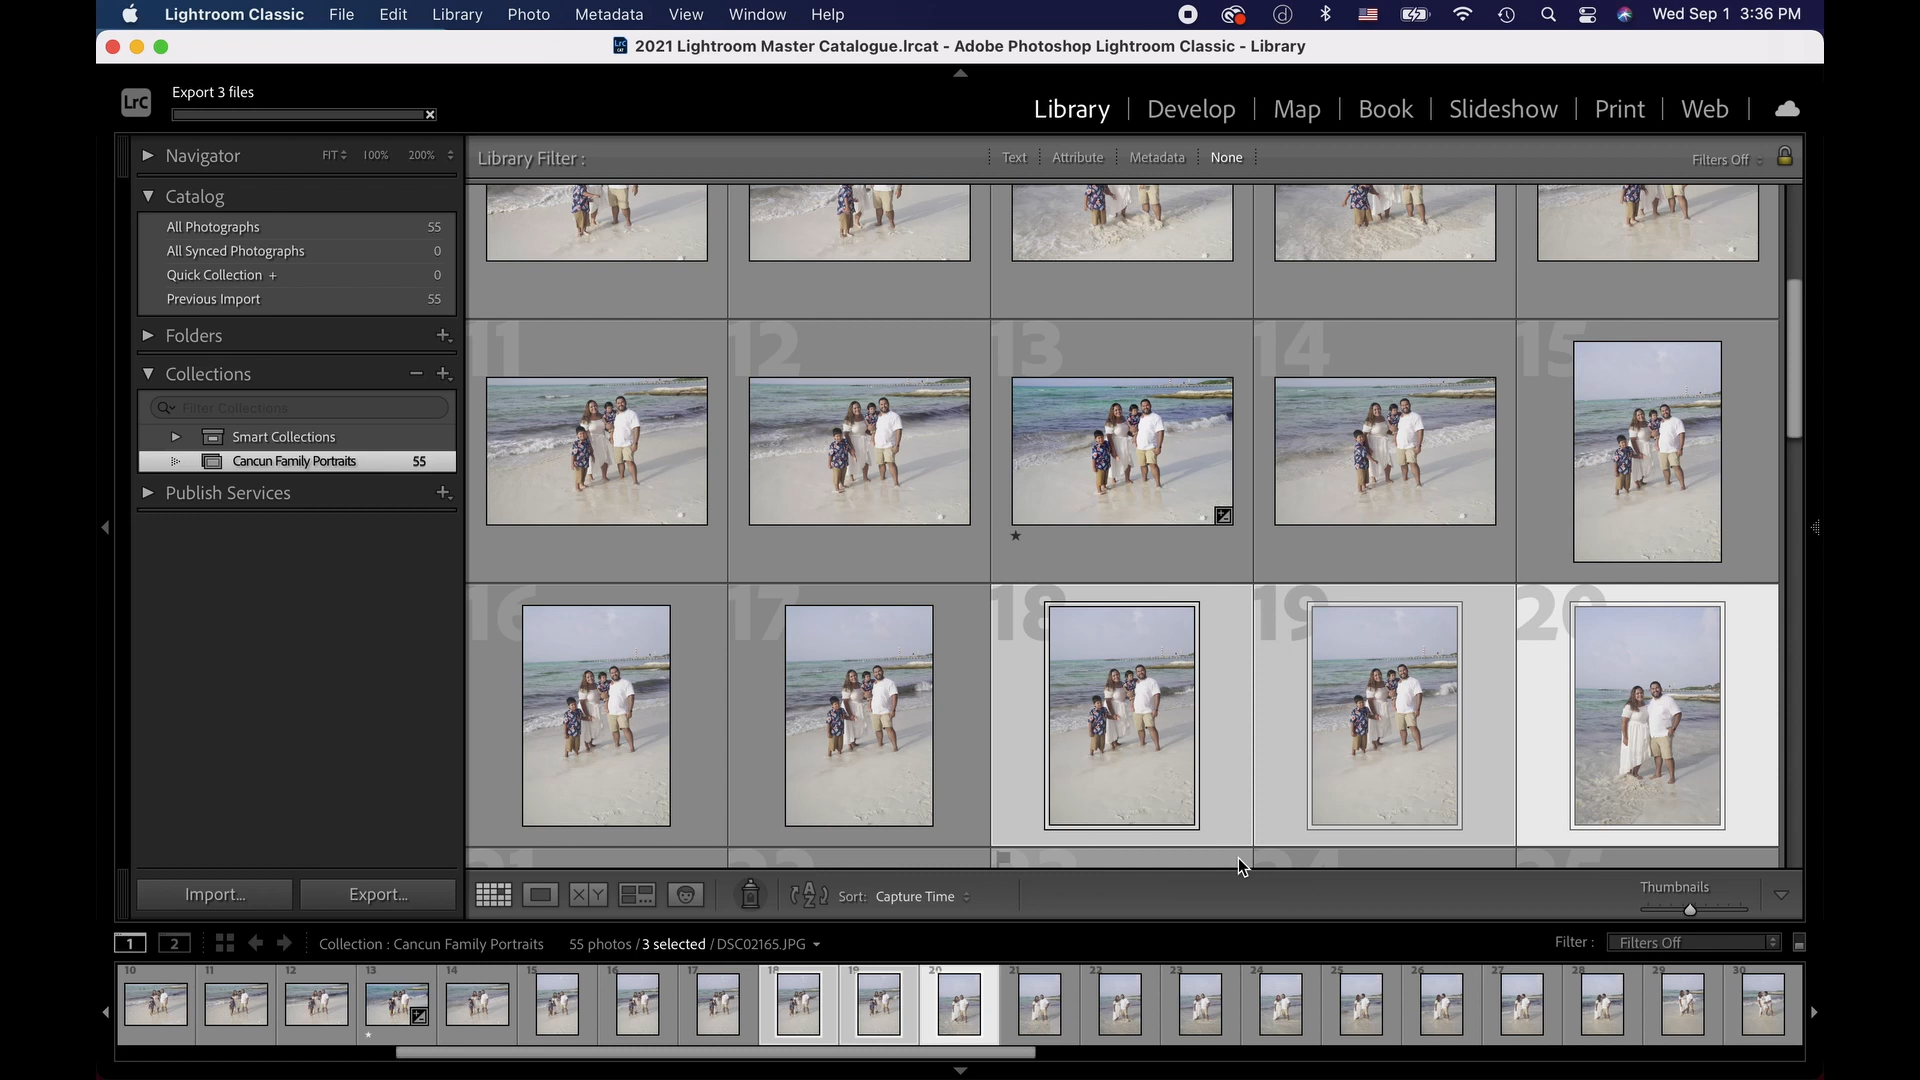 Lightroom Classic File Edit Library Photo Metadata View Window Help Wed Sep 1 3:36 PM
2021 Lightroom Master Catalogue.lrcat - Adobe Photoshop Lightroom Classic - Library
LrC Export 3 files
Library | Develop | Map | Book | Slideshow | Print | Web |
Navigator FIT 100% 200%
Library Filter : Text Attribute Metadata None Filters Off
Catalog
All Photographs 55
All Synced Photographs 0
Quick Collection + 0
Previous Import 55
Folders
Collections
Filter Collections
Smart Collections
Cancun Family Portraits 55
Publish Services
11 12 13 14 15
16 17 18 19 20
21 22 23 24 25
Import... Export... Sort: Capture Time Thumbnails
1 2 Collection : Cancun Family Portraits 55 photos / 3 selected / DSC02165.JPG Filter : Filters Off
10 11 12 13 14 15 16 17 18 19 20 21 22 23 24 25 26 27 28 29 30